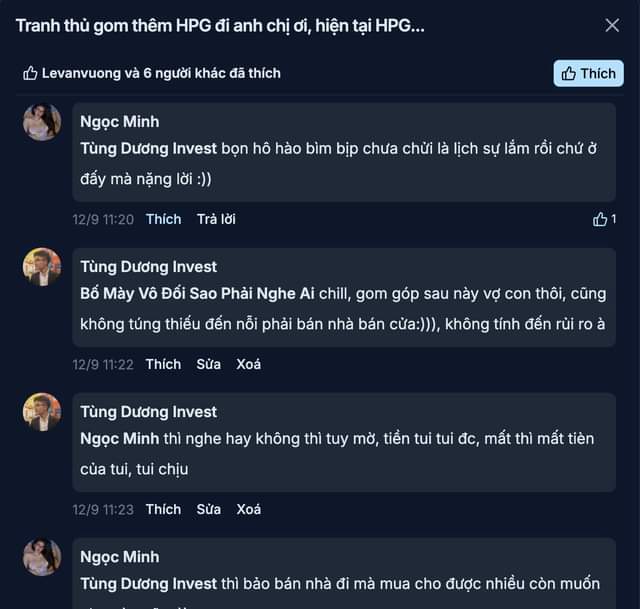 Tranh thủ gom thêm HPG đi anh chị ơi, hiện tại HPG...
Levanvuong và 6 người khác đã thích
Thích
Ngọc Minh
Tùng Dương Invest bọn hô hào bìm bịp chưa chửi là lịch sự lắm rồi chứ ở
đấy mà nặng lời :))
12/9 11:20 Thích Trả lời 1
Tùng Dương Invest
Bố Mày Vô Đối Sao Phải Nghe Ai chill, gom góp sau này vợ con thôi, cũng
không túng thiếu đến nỗi phải bán nhà bán cửa:))), không tính đến rủi ro à
12/9 11:22 Thích Sửa Xoá
Tùng Dương Invest
Ngọc Minh thì nghe hay không thì tuy mờ, tiền tui tui đc, mất thì mất tièn
của tui, tui chịu
12/9 11:23 Thích Sửa Xoá
Ngọc Minh
Tùng Dương Invest thì bảo bán nhà đi mà mua cho được nhiều còn muốn